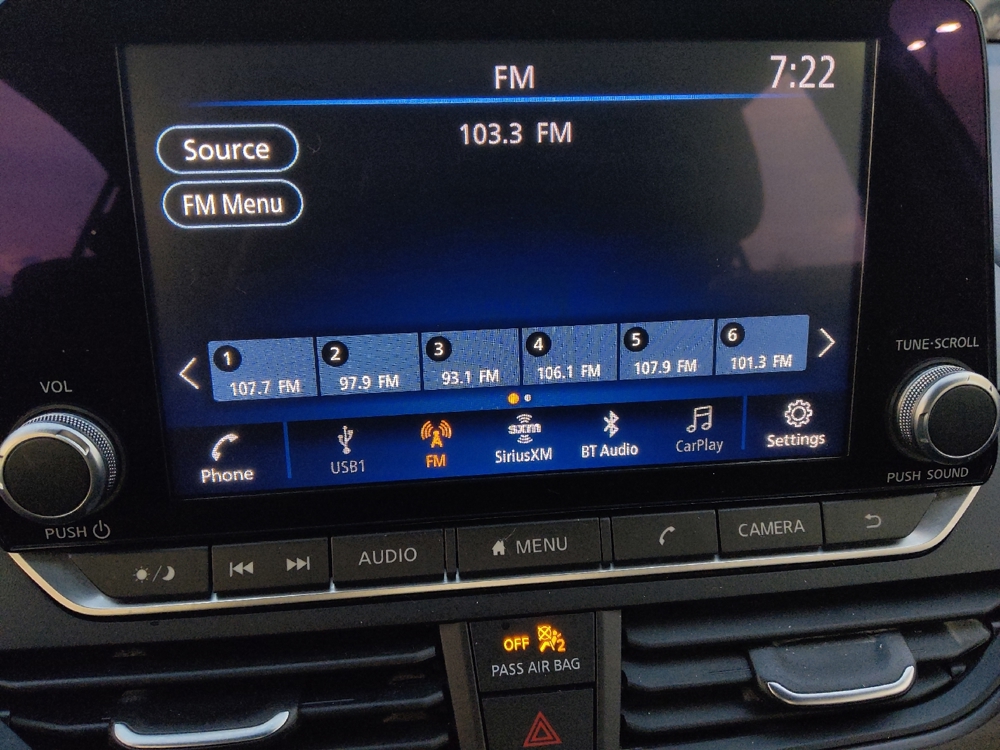 FM
7:22
103.3 FM
Source
FM Menu
1
107.7 FM
2
97.9 FM
3
93.1 FM
4
106.1 FM
5
107.9 FM
6
101.3 FM
Phone
USB1
FM
sxm
SiriusXM
BT Audio
CarPlay
Settings
VOL
PUSH
TUNE·SCROLL
PUSH SOUND
AUDIO
MENU
CAMERA
OFF
2
PASS AIR BAG